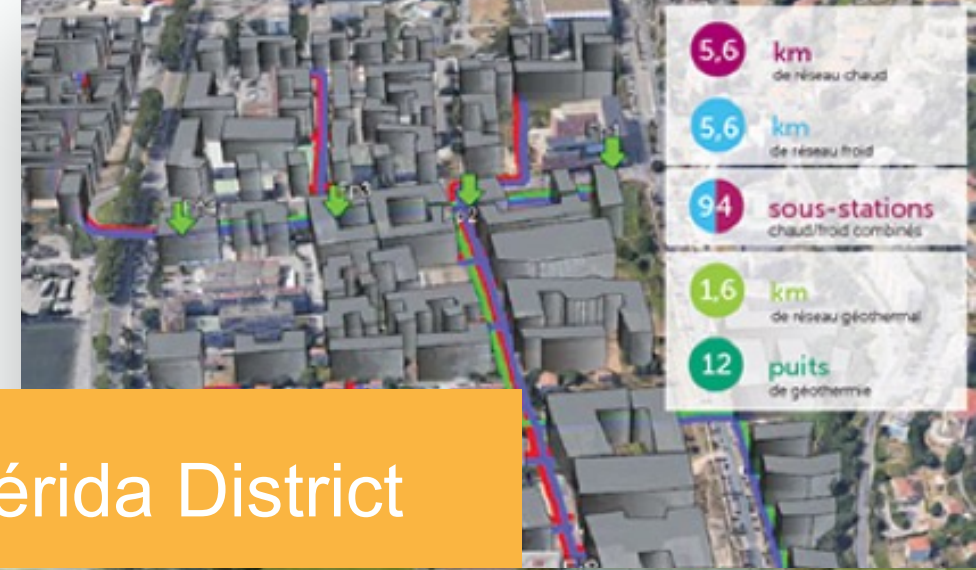 5,6 km
de réseau chaud
5,6 km
de réseau froid
94 sous-stations
chaud/froid combinés
1,6 km
de réseau géothermal
12 puits
de géothermie
érida District